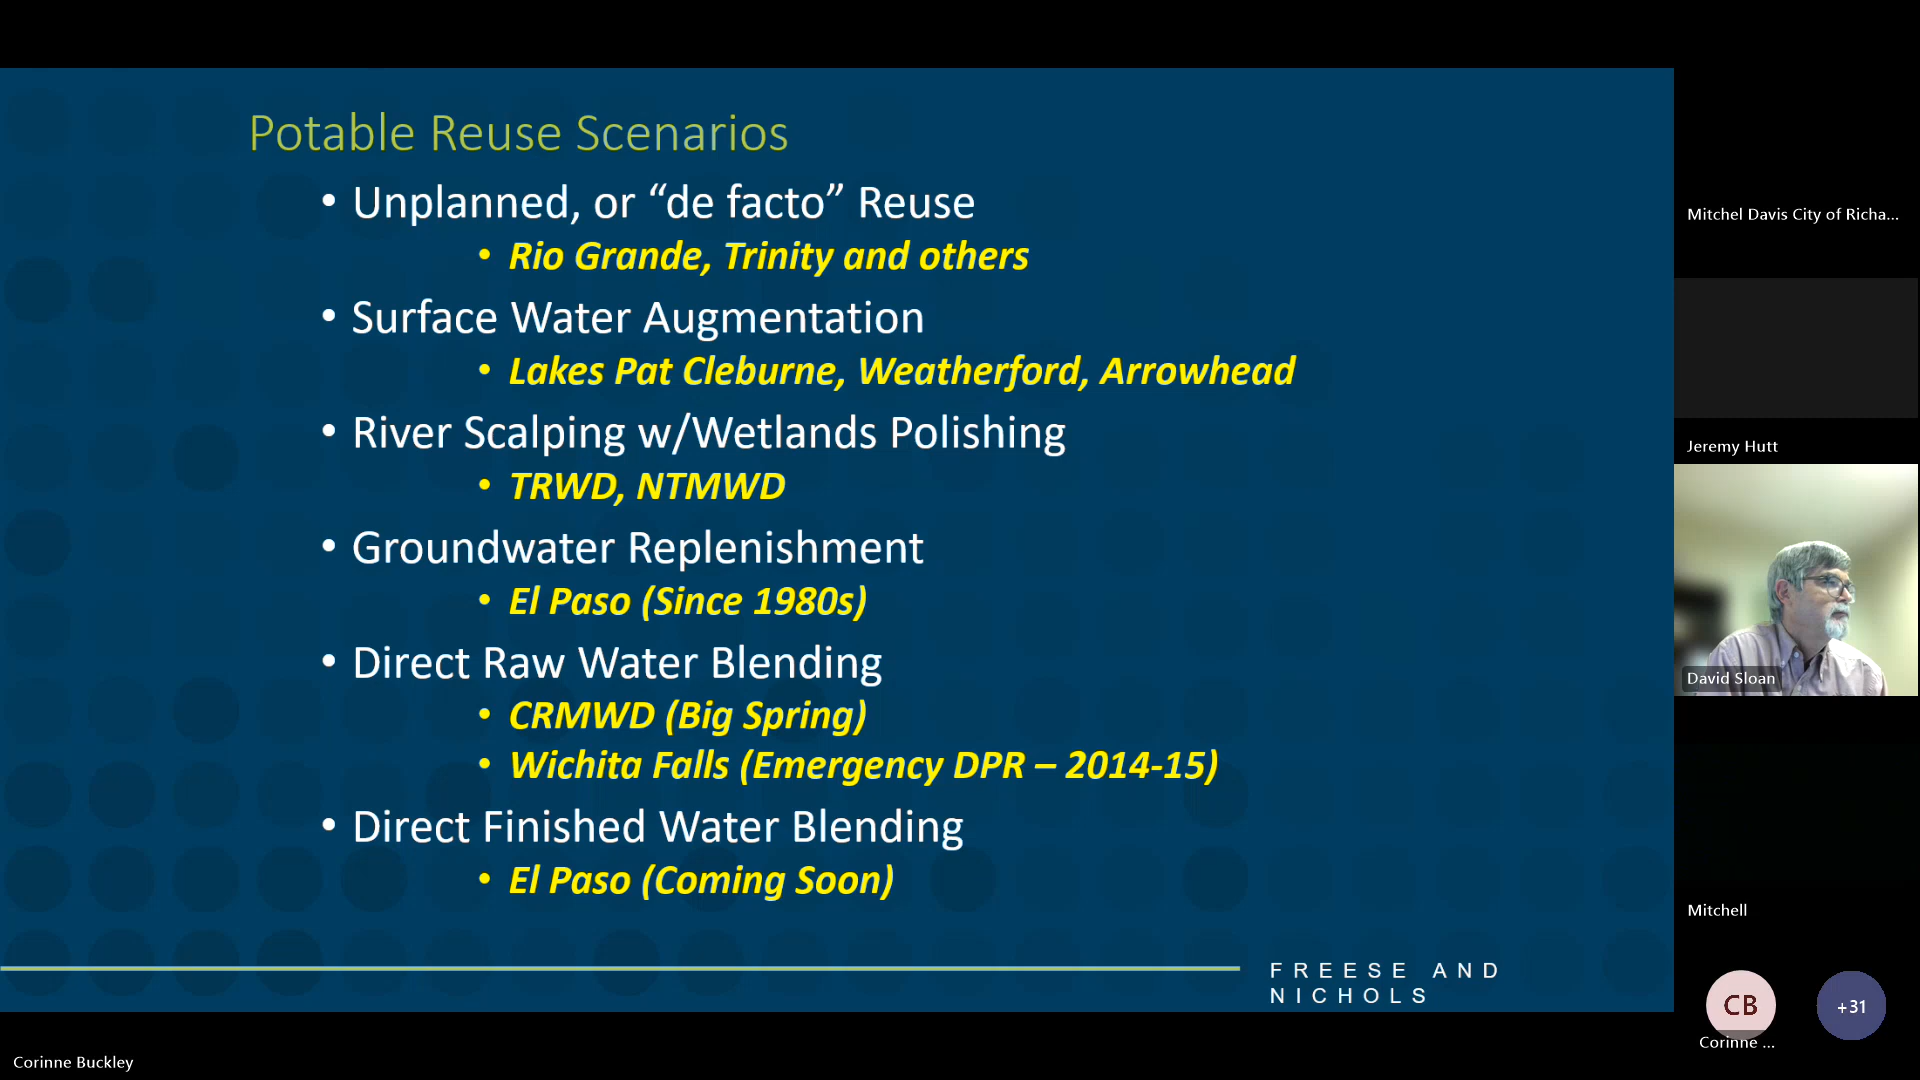 Potable Reuse Scenarios
• Unplanned, or “de facto” Reuse
• Rio Grande, Trinity and others
• Surface Water Augmentation
• Lakes Pat Cleburne, Weatherford, Arrowhead
• River Scalping w/Wetlands Polishing
• TRWD, NTMWD
• Groundwater Replenishment
• El Paso (Since 1980s)
• Direct Raw Water Blending
• CRMWD (Big Spring)
• Wichita Falls (Emergency DPR – 2014-15)
• Direct Finished Water Blending
• El Paso (Coming Soon)
FREESE AND
NICHOLS
Mitchel Davis City of Richa...
Jeremy Hutt
David Sloan
Mitchell
CB
+31
Corinne ...
Corinne Buckley